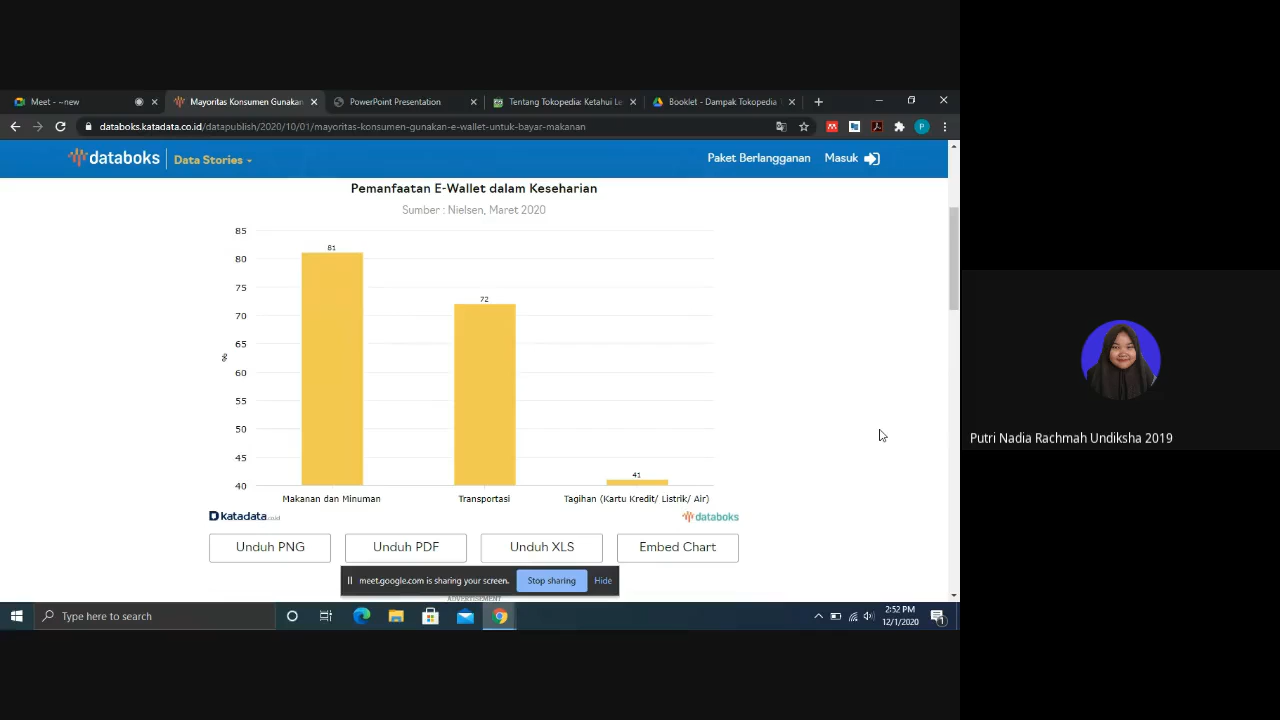 Meet - ~new
Mayoritas Konsumen Gunakan
PowerPoint Presentation
Tentang Tokopedia: Ketahui Le
Booklet - Dampak Tokopedia
databoks.katadata.co.id/datapublish/2020/10/01/mayoritas-konsumen-gunakan-e-wallet-untuk-bayar-makanan
P
databoks
Data Stories
Paket Berlangganan
Masuk
Pemanfaatan E-Wallet dalam Keseharian
Sumber : Nielsen, Maret 2020
85
80
75
70
65
60
55
50
45
40
%
81
72
41
Makanan dan Minuman
Transportasi
Tagihan (Kartu Kredit/ Listrik/ Air)
Dkatadata.co.id
databoks
Unduh PNG
Unduh PDF
Unduh XLS
Embed Chart
meet.google.com is sharing your screen.
Stop sharing
Hide
ADVERTISEMENT
Type here to search
2:52 PM
12/1/2020
1
Putri Nadia Rachmah Undiksha 2019